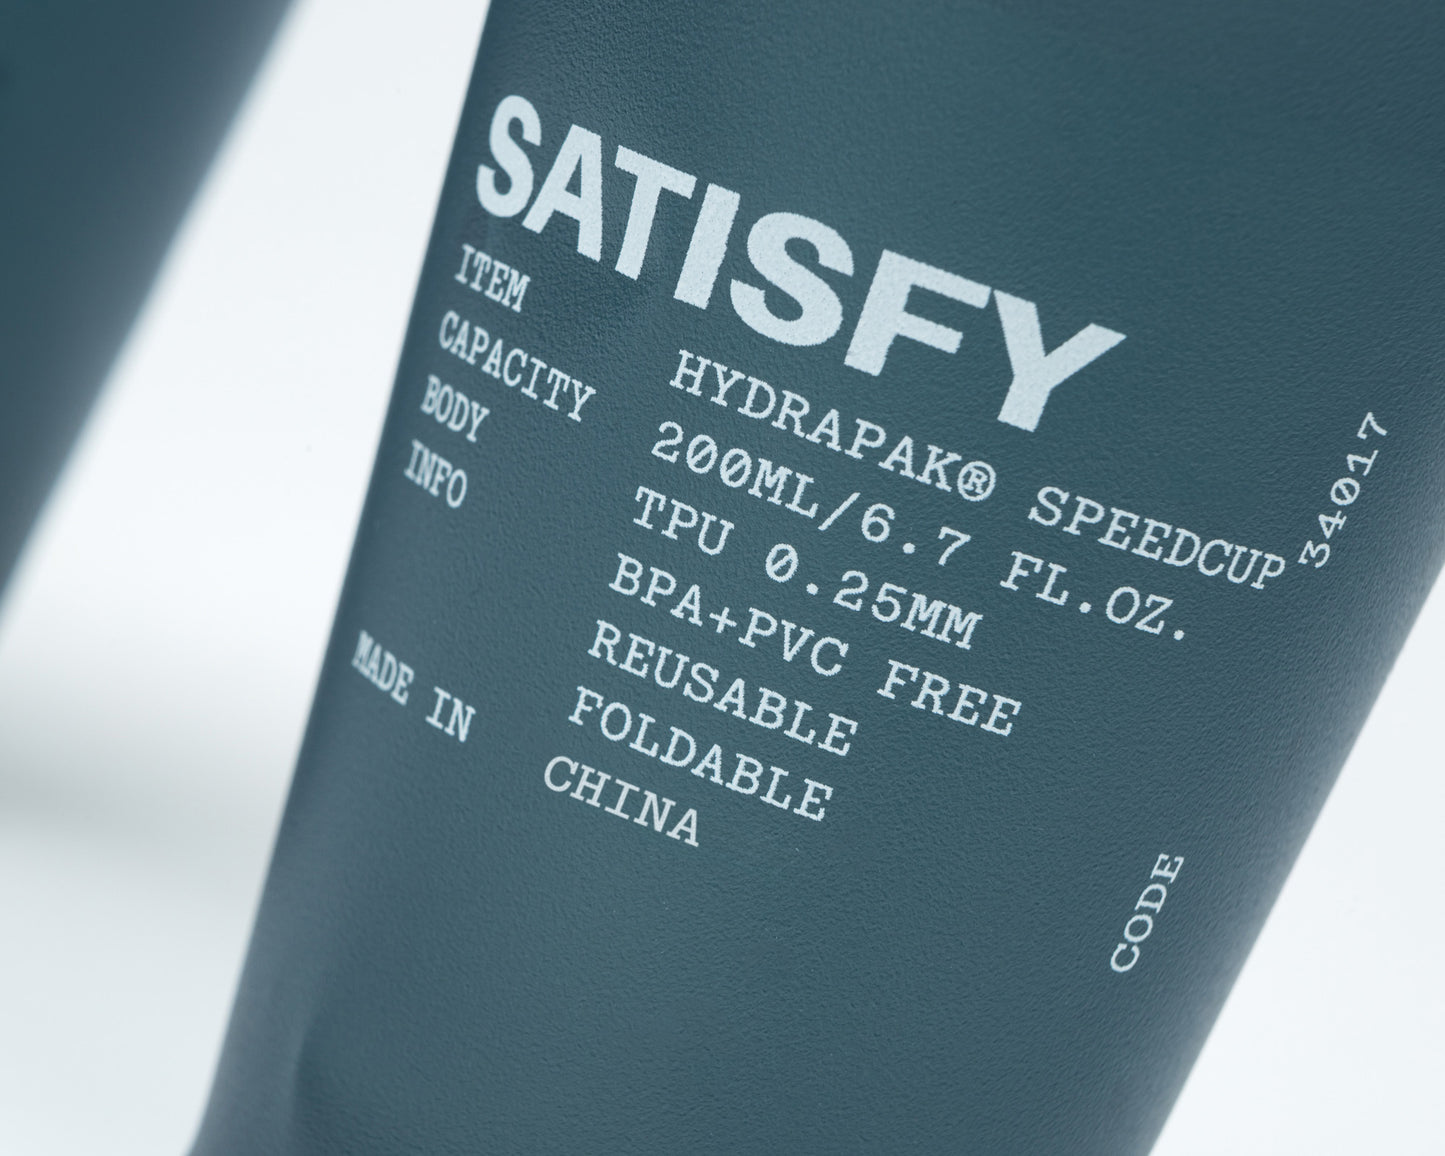 SATISFY
ITEM HYDRAPAK® SPEEDCUP
CAPACITY 200ML/6.7 FL.OZ.
BODY TPU 0.25MM
INFO BPA+PVC FREE
REUSABLE
FOLDABLE
MADE IN CHINA
CODE 34017